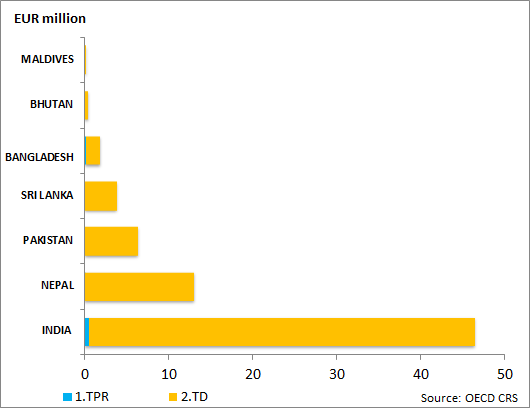 EUR million
MALDIVES
BHUTAN
BANGLADESH
SRI LANKA
PAKISTAN
NEPAL
INDIA
0 10 20 30 40 50
1.TPR 2.TD Source: OECD CRS